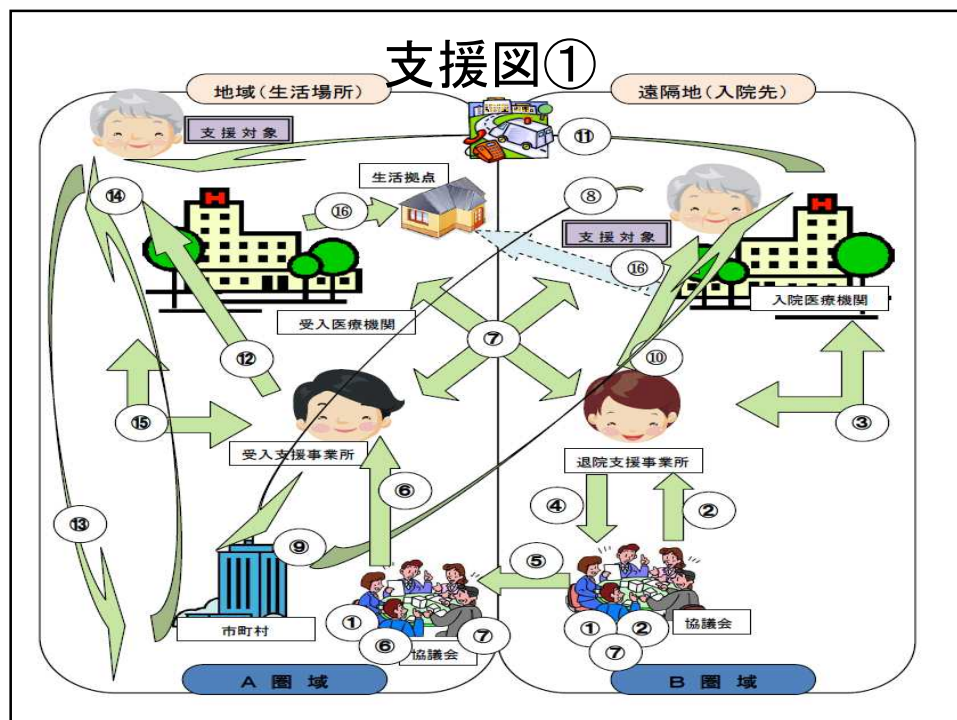 支援図①
地域(生活場所)
遠隔地(入院先)
支援対象
⑪
生活拠点
⑭
⑯
⑧
支援対象
⑯
入院医療機関
受入医療機関
⑦
⑫
⑩
⑮
③
受入支援事業所
退院支援事業所
⑥
④
②
⑬
⑨
⑤
市町村
①
⑥
⑦
協議会
①
②
⑦
協議会
A圏域
B圏域
H
H